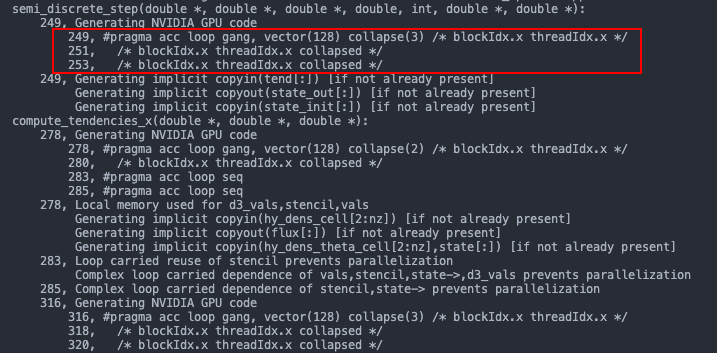 semi_discrete_step(double *, double *, double *, double, int, double *, double *):
249, Generating NVIDIA GPU code
249, #pragma acc loop gang, vector(128) collapse(3) /* blockIdx.x threadIdx.x */
251,   /* blockIdx.x threadIdx.x collapsed */
253,   /* blockIdx.x threadIdx.x collapsed */
249, Generating implicit copyin(tend[:]) [if not already present]
Generating implicit copyout(state_out[:]) [if not already present]
Generating implicit copyin(state_init[:]) [if not already present]
compute_tendencies_x(double *, double *, double *):
278, Generating NVIDIA GPU code
278, #pragma acc loop gang, vector(128) collapse(2) /* blockIdx.x threadIdx.x */
280,   /* blockIdx.x threadIdx.x collapsed */
283, #pragma acc loop seq
285, #pragma acc loop seq
278, Local memory used for d3_vals,stencil,vals
Generating implicit copyin(hy_dens_cell[2:nz]) [if not already present]
Generating implicit copyout(flux[:]) [if not already present]
Generating implicit copyin(hy_dens_theta_cell[2:nz],state[:]) [if not already present]
283, Loop carried reuse of stencil prevents parallelization
Complex loop carried dependence of vals,stencil,state->,d3_vals prevents parallelization
285, Complex loop carried dependence of stencil,state-> prevents parallelization
316, Generating NVIDIA GPU code
316, #pragma acc loop gang, vector(128) collapse(3) /* blockIdx.x threadIdx.x */
318,   /* blockIdx.x threadIdx.x collapsed */
320,   /* blockIdx.x threadIdx.x collapsed */